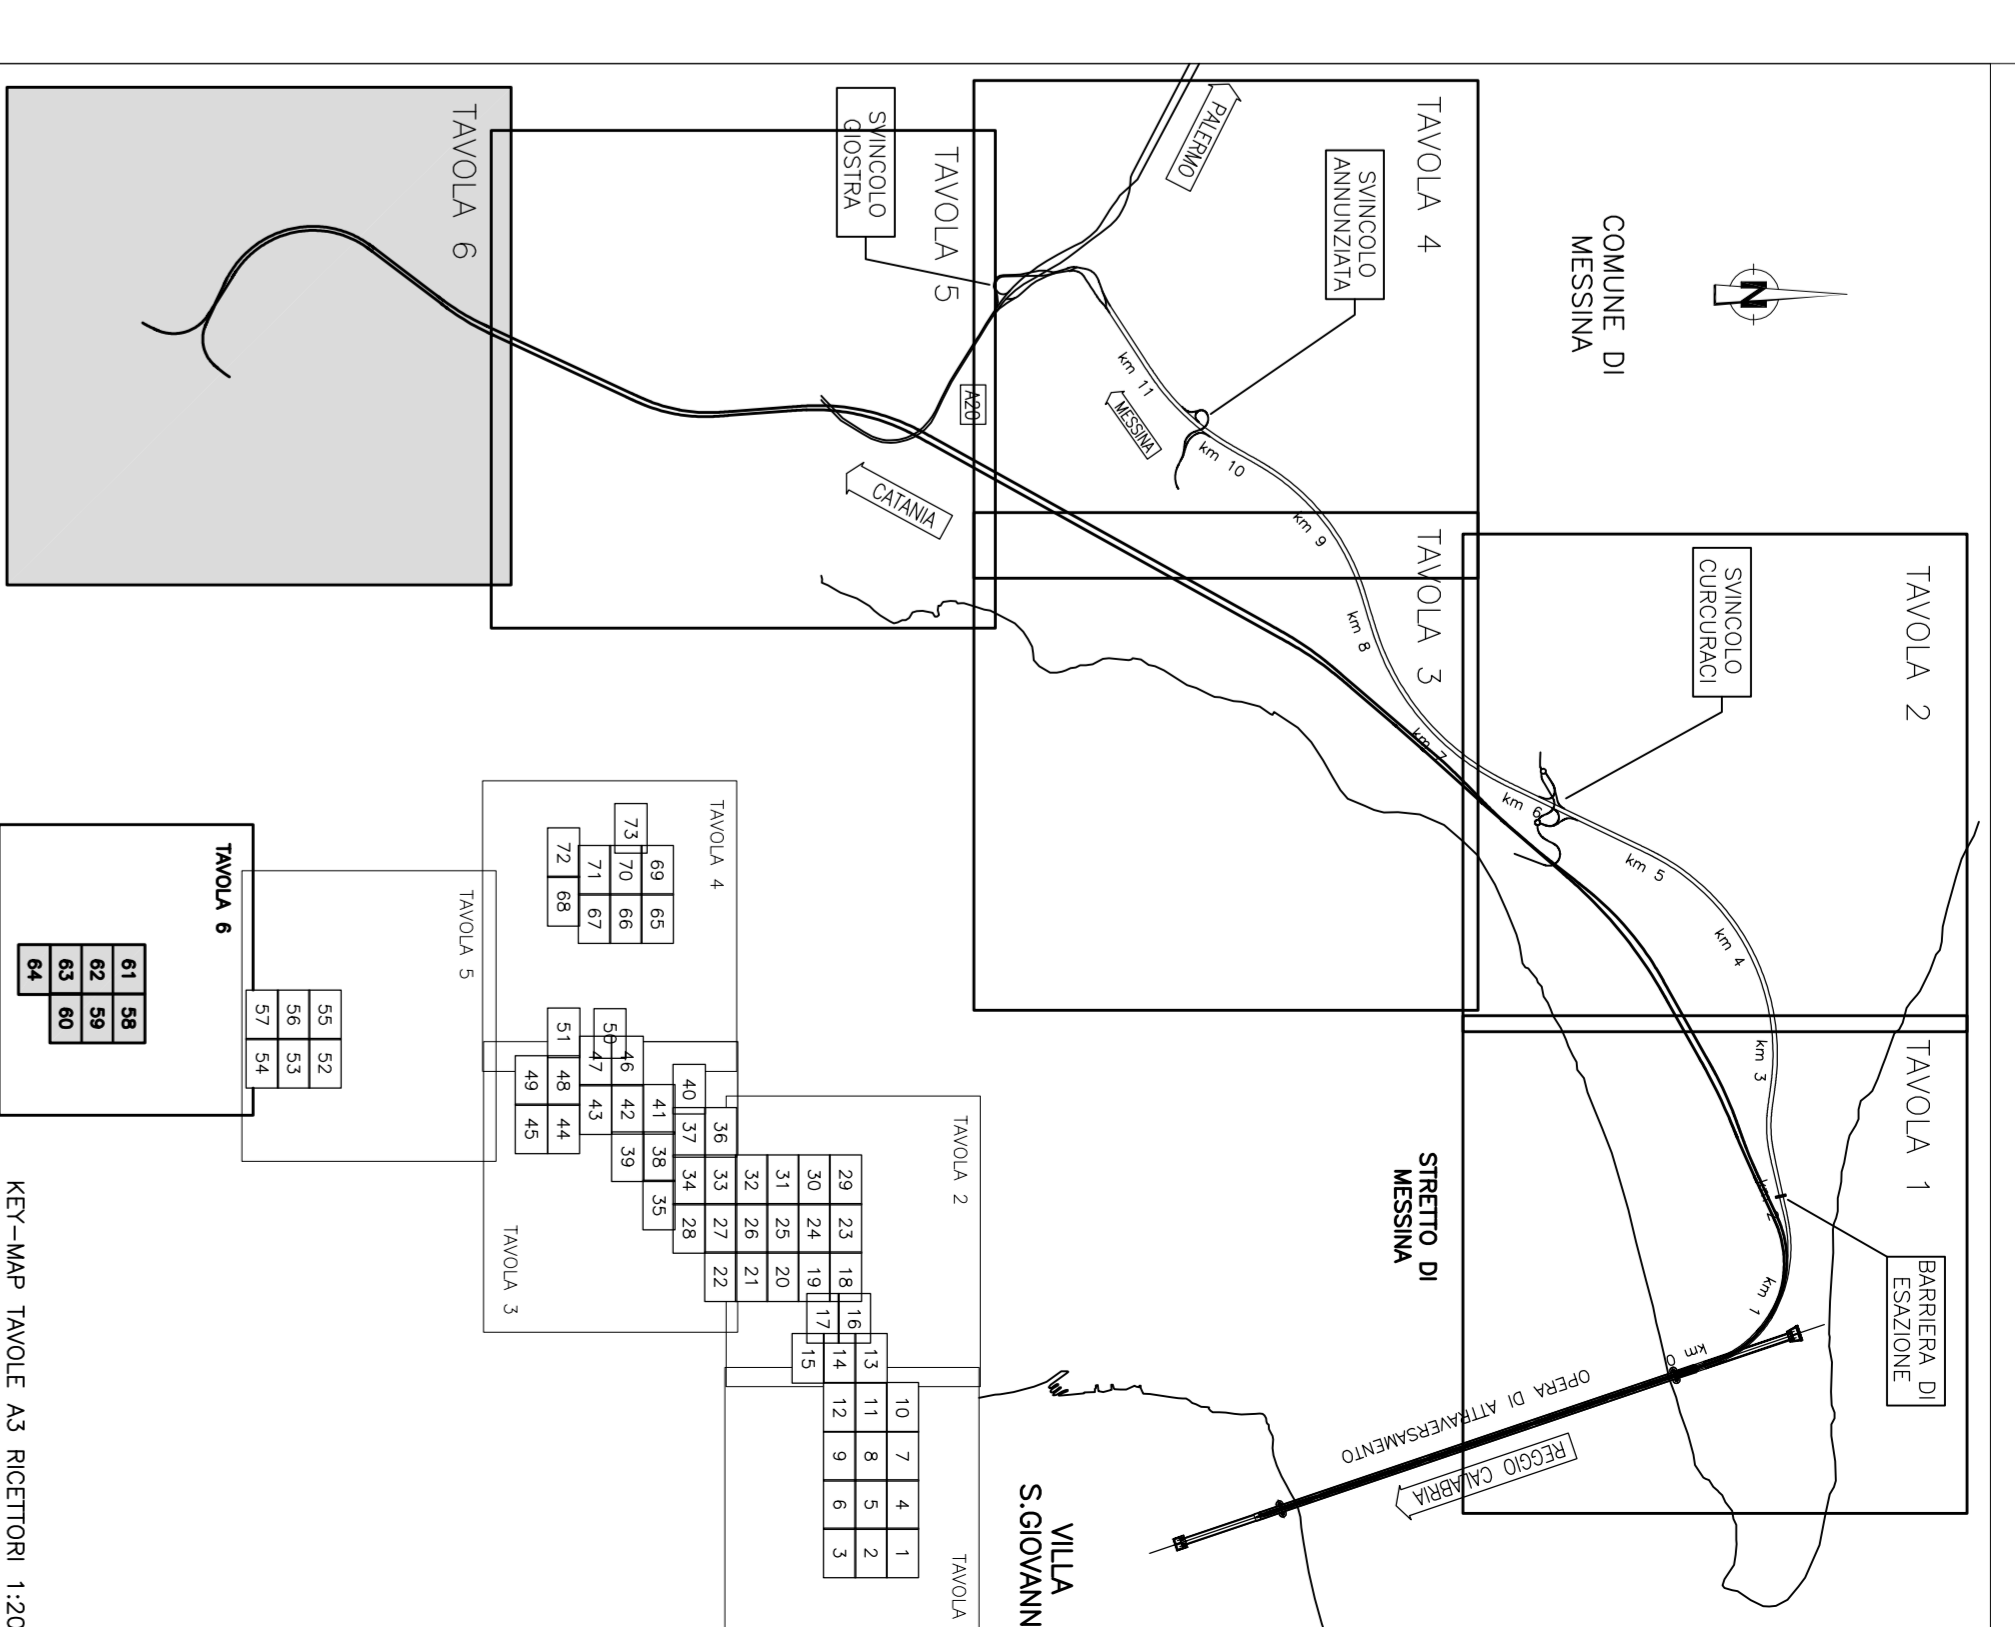 TAVOLA 6
SVINCOLO
GIOSTRA
TAVOLA 5
PALERMO
TAVOLA 4
SVINCOLO
ANNUNZIATA
COMUNE DI
MESSINA
N
A20
CATANIA
MESSINA
km 11
km 10
km 9
km 8
km 7
km 6
km 5
km 4
km 3
km 2
km 1
km 0
TAVOLA 3
TAVOLA 2
SVINCOLO
CURCURACI
TAVOLA 1
BARRIERA DI
ESAZIONE
STRETTO DI
MESSINA
OPERA DI ATTRAVERSAMENTO
REGGIO CALABRIA
VILLA
S.GIOVANN
TAVOLA 4
73
69
70
71
72
65
66
67
68
TAVOLA 5
55
56
57
52
53
54
TAVOLA 6
61
62
63
64
58
59
60
TAVOLA 3
51
50
46
47
48
49
40
41
42
43
44
45
36
37
38
39
35
TAVOLA 2
29
30
31
32
33
34
23
24
25
26
27
28
18
19
20
21
22
16
17
13
14
15
TAVOLA
10
11
12
7
8
9
4
5
6
1
2
3
KEY-MAP TAVOLE A3 RICETTORI 1:20